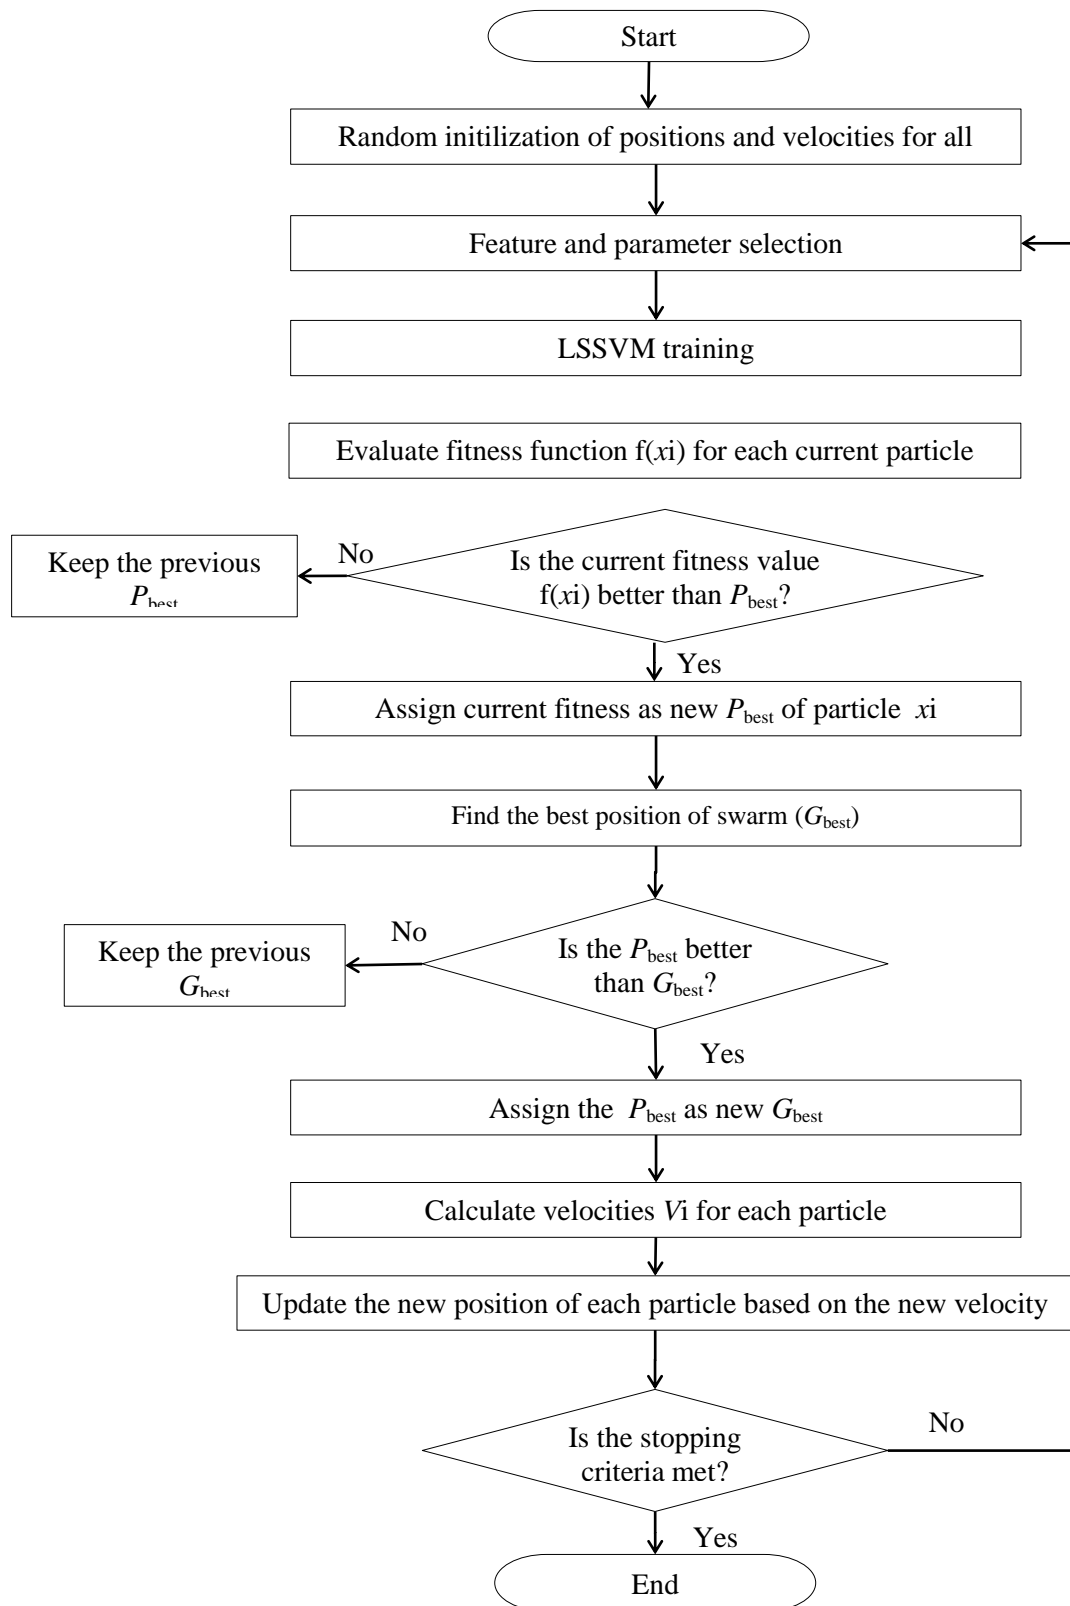 Start
Random initilization of positions and velocities for all
Feature and parameter selection
LSSVM training
Evaluate fitness function f(xi) for each current particle
No
Keep the previous
Pbest
Is the current fitness value
f(xi) better than Pbest?
Yes
Assign current fitness as new Pbest of particle xi
Find the best position of swarm (Gbest)
No
Keep the previous
Gbest
Is the Pbest better
than Gbest?
Yes
Assign the Pbest as new Gbest
Calculate velocities Vi for each particle
Update the new position of each particle based on the new velocity
Is the stopping
criteria met?
No
Yes
End